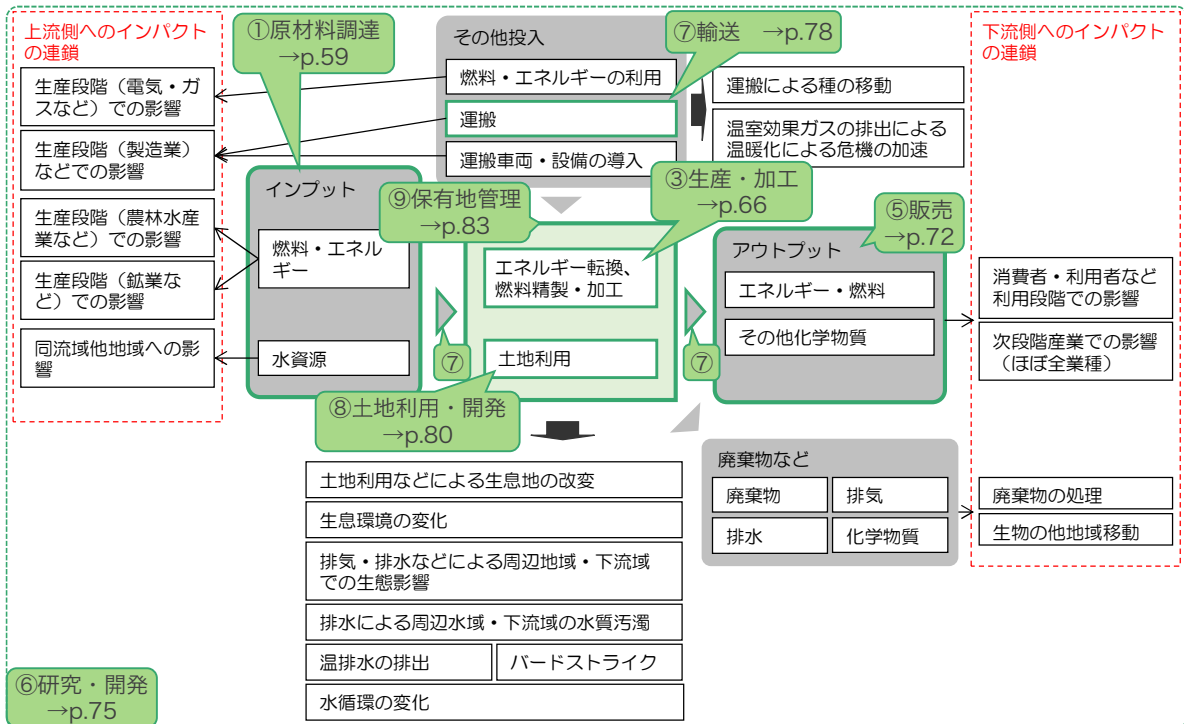 上流側へのインパクト
の連鎖
生産段階（電気・ガ
スなど）での影響
生産段階（製造業）
などでの影響
生産段階（農林水産
業など）での影響
生産段階（鉱業な
ど）での影響
同流域他地域への影
響
①原材料調達
→p.59
インプット
燃料・エネル
ギー
水資源
その他投入
燃料・エネルギーの利用
運搬
運搬車両・設備の導入
⑦輸送 →p.78
運搬による種の移動
温室効果ガスの排出による
温暖化による危機の加速
⑨保有地管理
→p.83
③生産・加工
→p.66
エネルギー転換、
燃料精製・加工
土地利用
⑦
⑦
⑧土地利用・開発
→p.80
⑤販売
→p.72
アウトプット
エネルギー・燃料
その他化学物質
下流側へのインパクト
の連鎖
消費者・利用者など
利用段階での影響
次段階産業での影響
（ほぼ全業種）
廃棄物など
廃棄物
排気
排水
化学物質
廃棄物の処理
生物の他地域移動
土地利用などによる生息地の改変
生息環境の変化
排気・排水などによる周辺地域・下流域
での生態影響
排水による周辺水域・下流域の水質汚濁
温排水の排出
バードストライク
水循環の変化
⑥研究・開発
→p.75